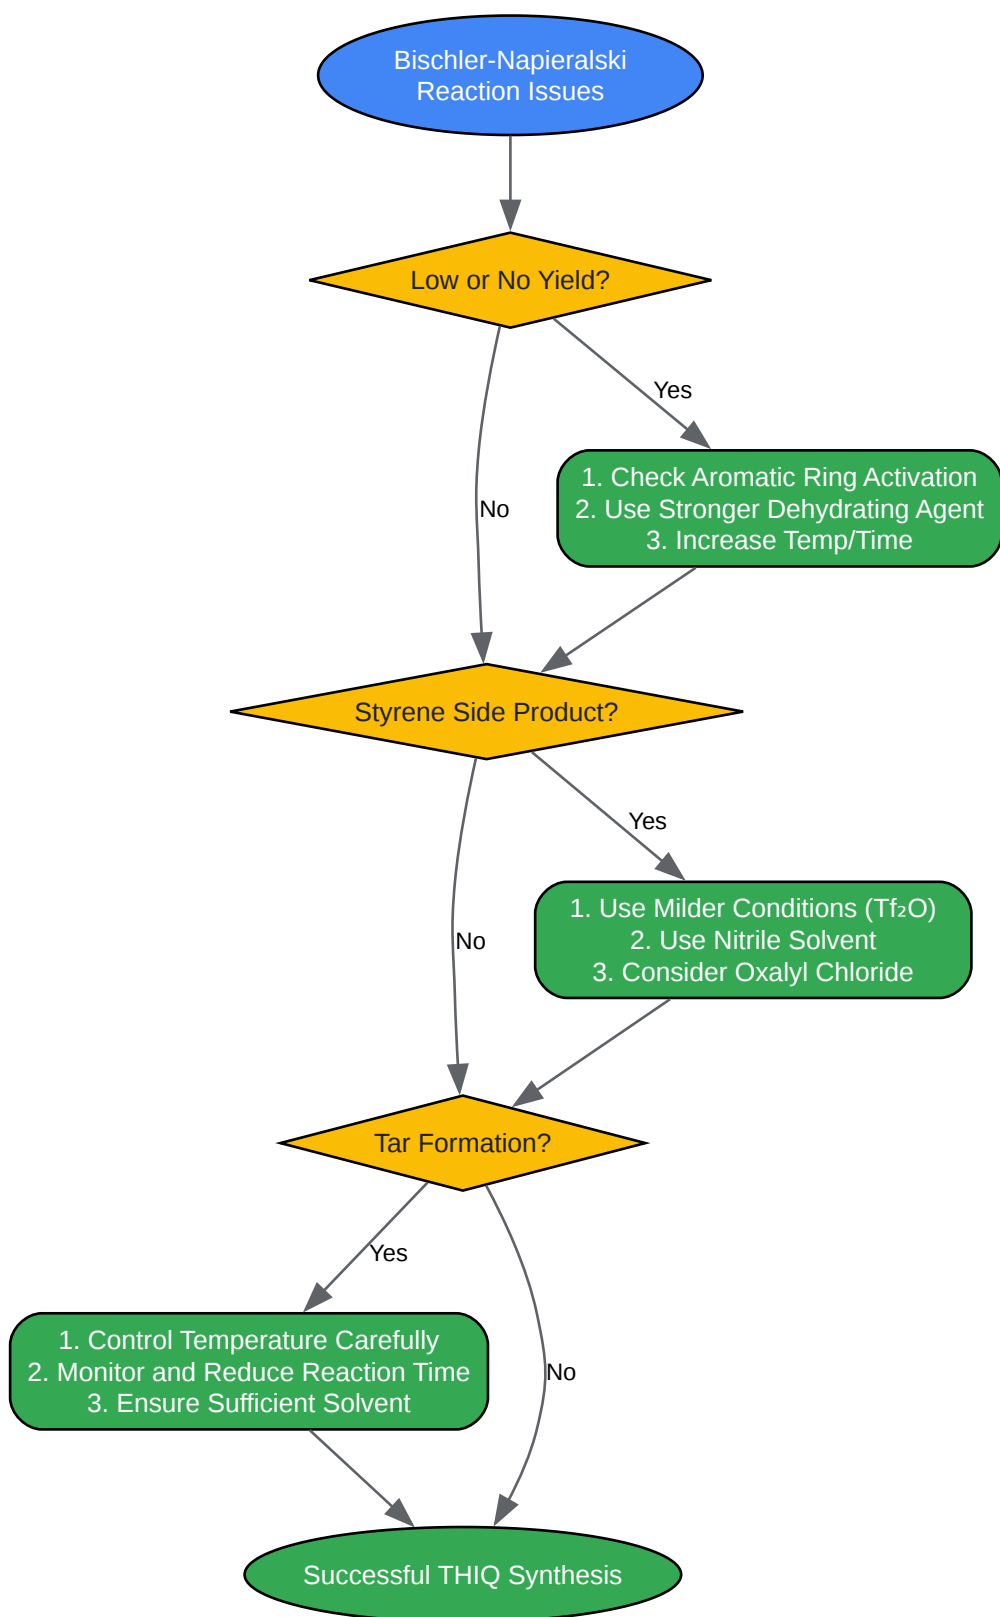 Bischler-Napieralski
Reaction Issues
Low or No Yield?
Yes
No
1. Check Aromatic Ring Activation
2. Use Stronger Dehydrating Agent
3. Increase Temp/Time
Styrene Side Product?
Yes
No
1. Use Milder Conditions (Tf₂O)
2. Use Nitrile Solvent
3. Consider Oxalyl Chloride
Tar Formation?
Yes
No
1. Control Temperature Carefully
2. Monitor and Reduce Reaction Time
3. Ensure Sufficient Solvent
Successful THIQ Synthesis